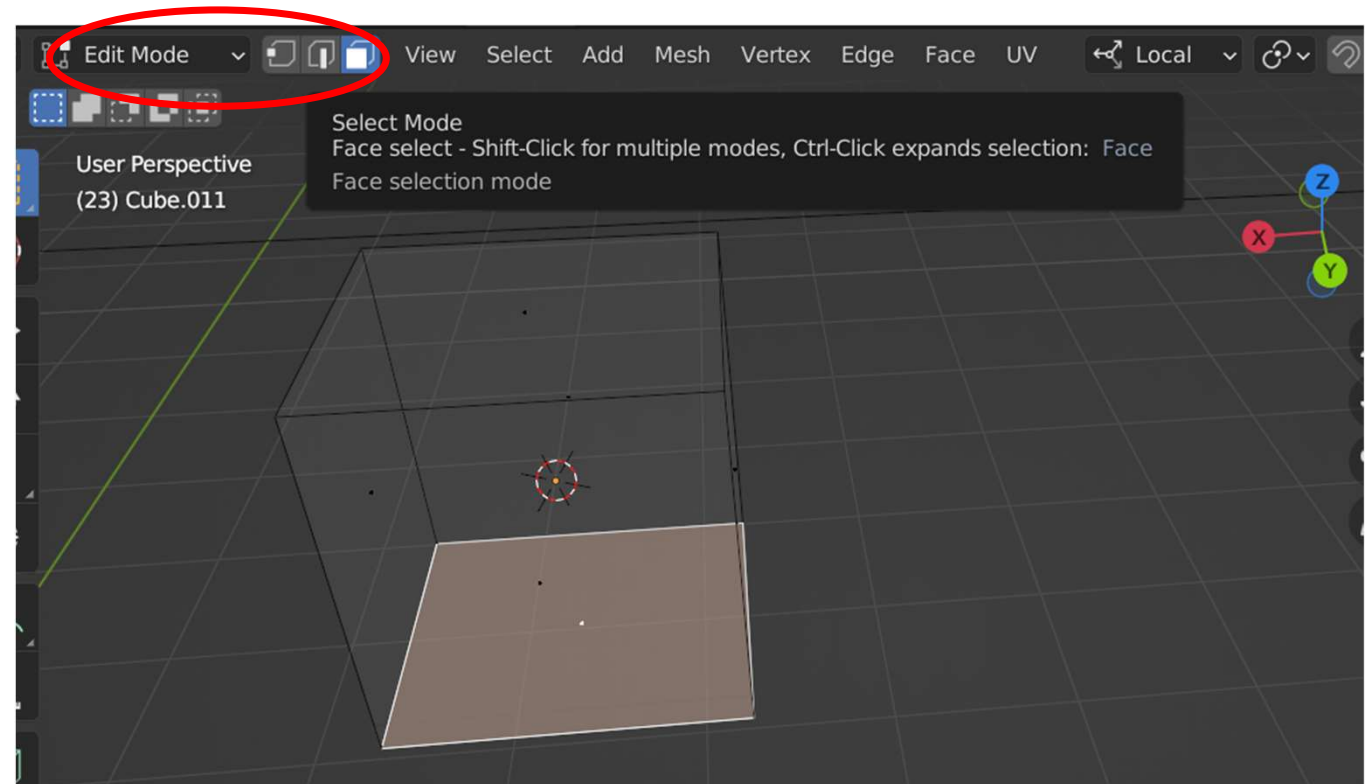 Edit Mode View Select Add Mesh Vertex Edge Face UV Local
Select Mode
Face select - Shift-Click for multiple modes, Ctrl-Click expands selection: Face
Face selection mode
User Perspective
(23) Cube.011
Z
X
Y